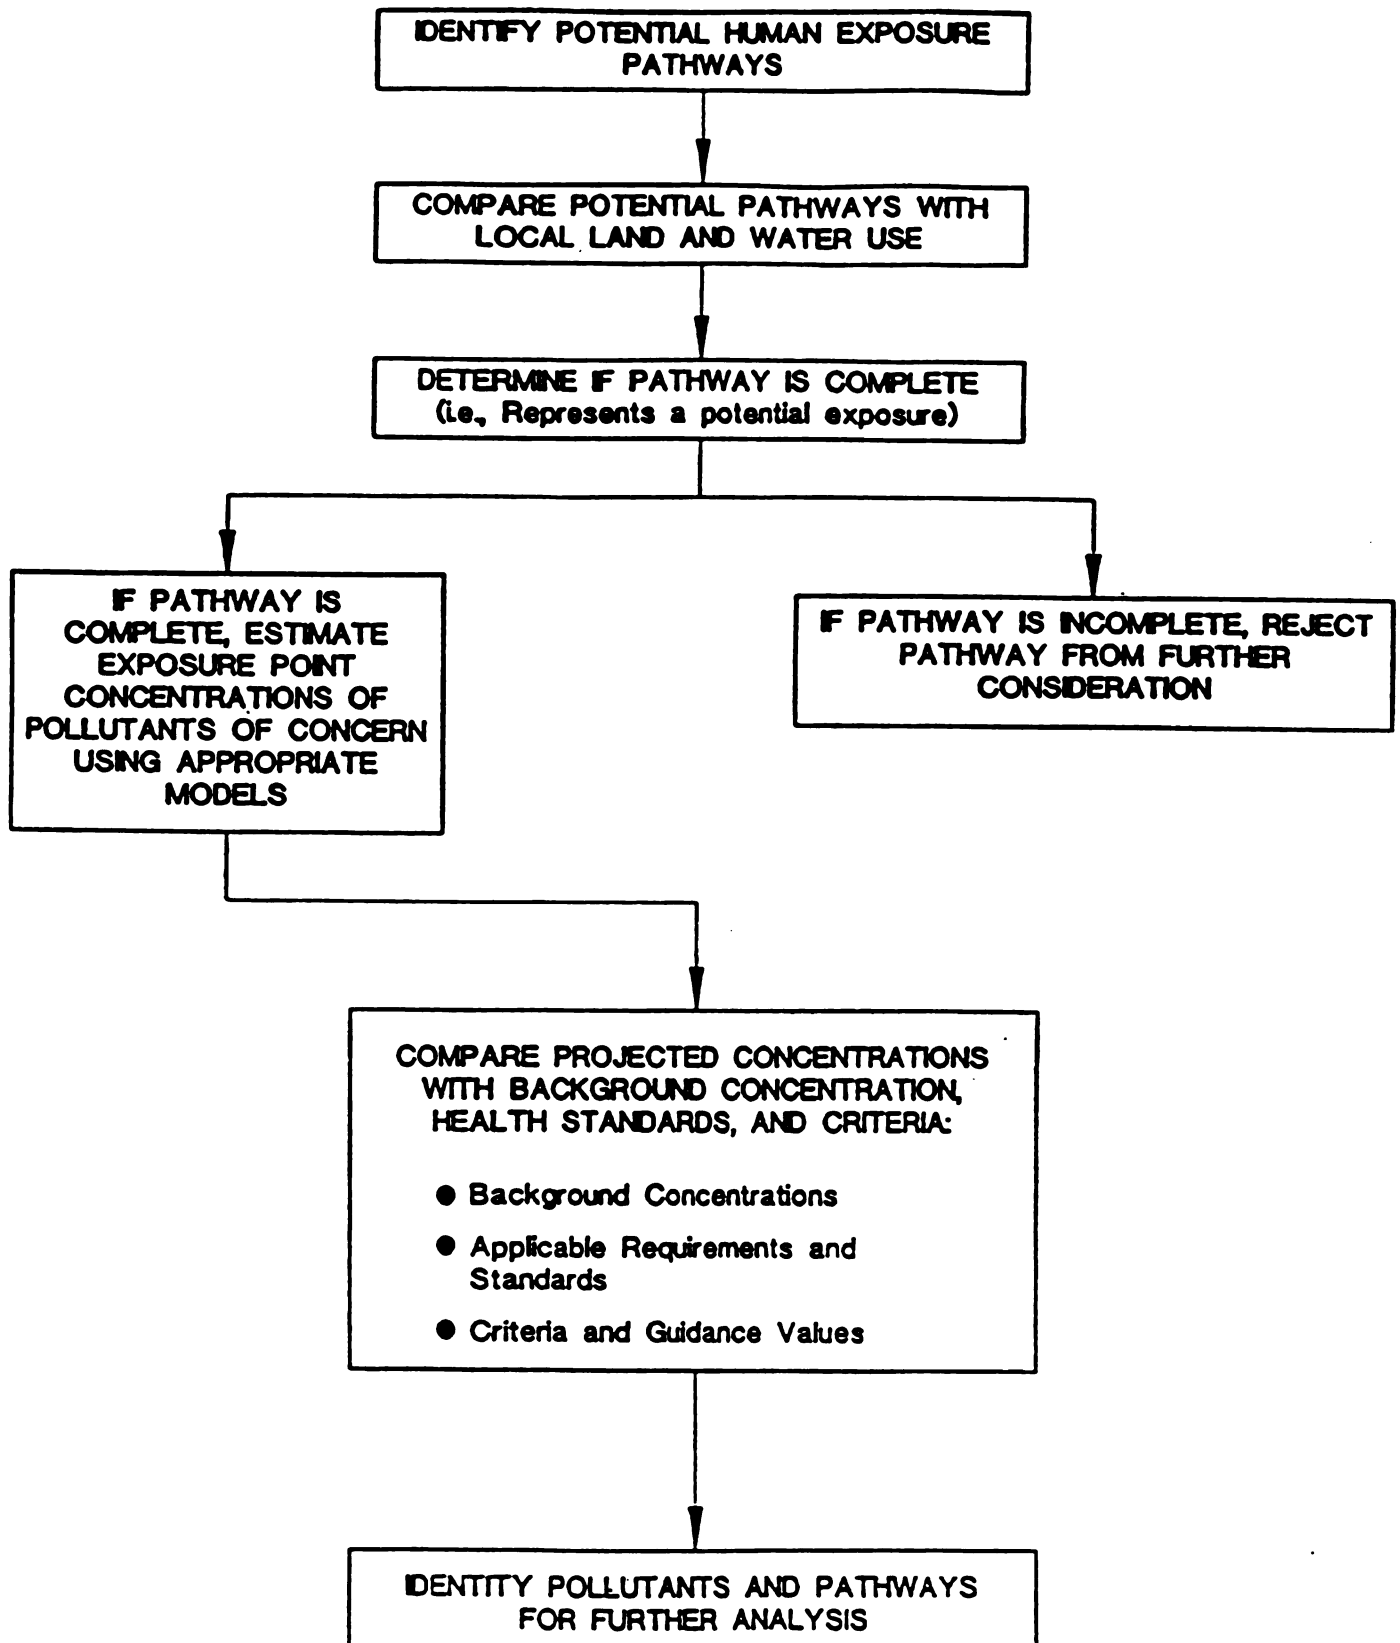 IDENTIFY POTENTIAL HUMAN EXPOSURE
PATHWAYS
COMPARE POTENTIAL PATHWAYS WITH
LOCAL LAND AND WATER USE
DETERMINE IF PATHWAY IS COMPLETE
(i.e., Represents a potential exposure)
IF PATHWAY IS
COMPLETE, ESTIMATE
EXPOSURE POINT
CONCENTRATIONS OF
POLLUTANTS OF CONCERN
USING APPROPRIATE
MODELS
IF PATHWAY IS INCOMPLETE, REJECT
PATHWAY FROM FURTHER
CONSIDERATION
COMPARE PROJECTED CONCENTRATIONS
WITH BACKGROUND CONCENTRATION,
HEALTH STANDARDS, AND CRITERIA:
● Background Concentrations
● Applicable Requirements and
Standards
● Criteria and Guidance Values
IDENTITY POLLUTANTS AND PATHWAYS
FOR FURTHER ANALYSIS